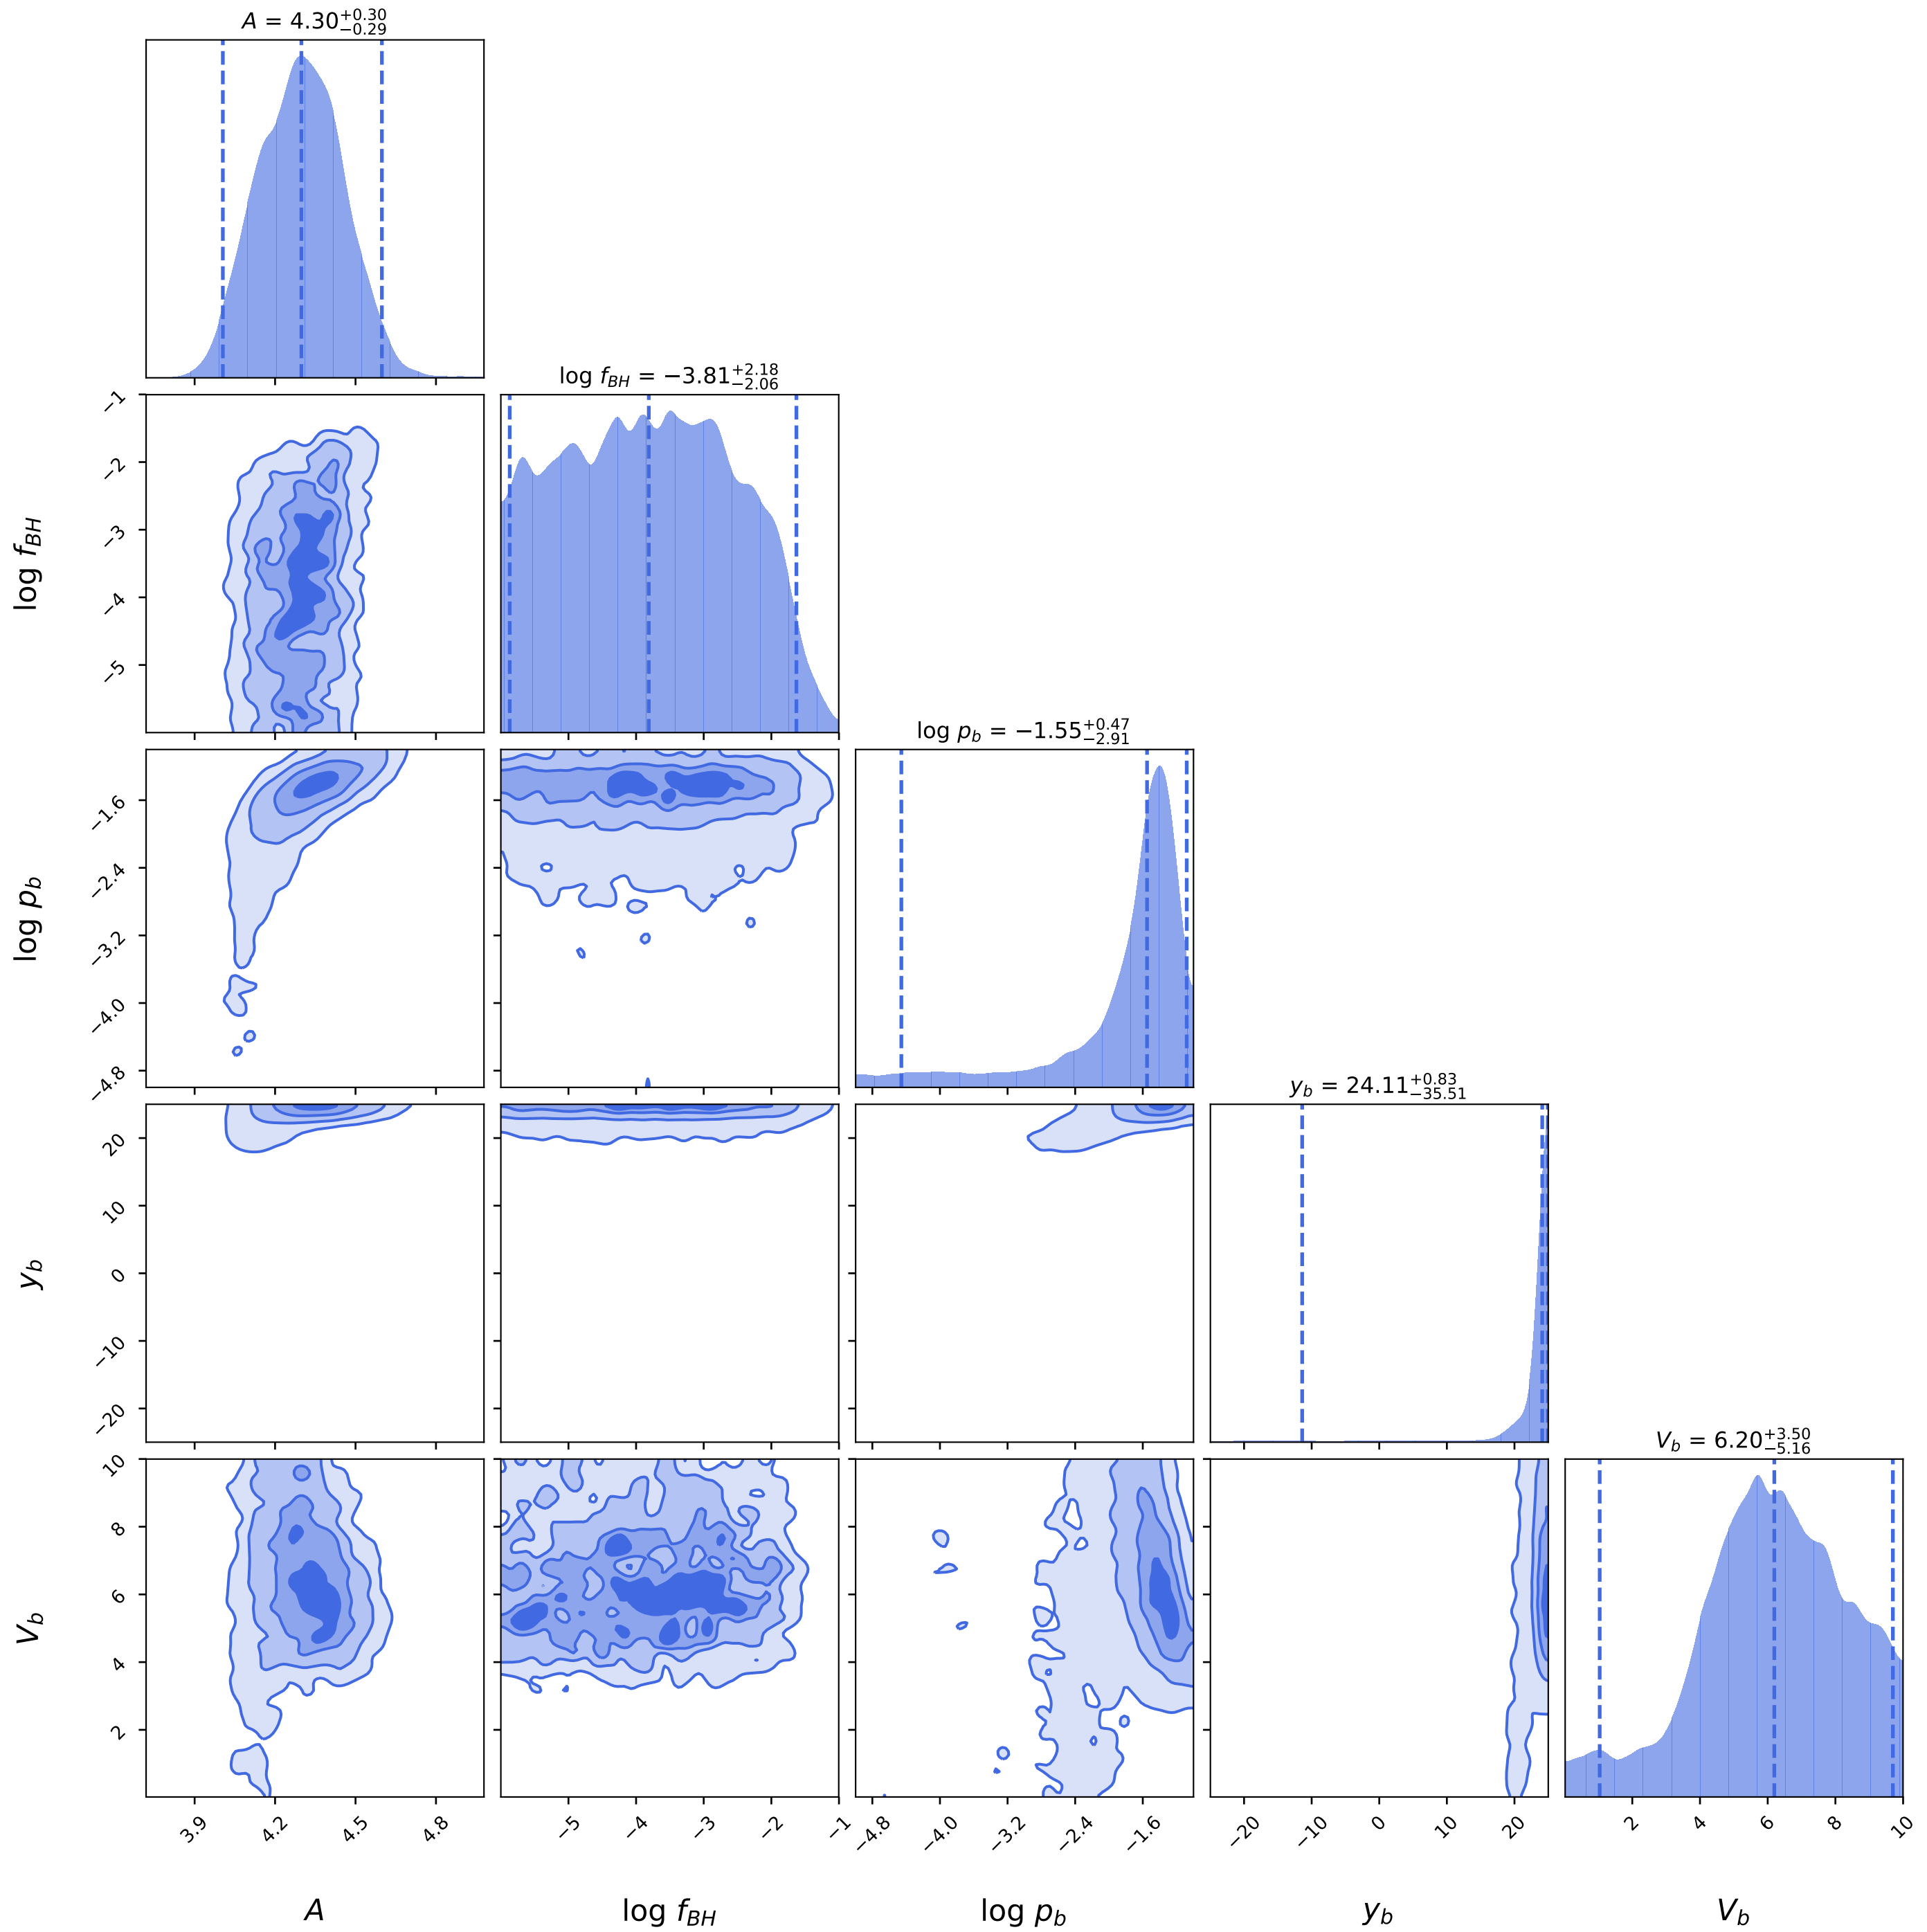 A = 4.30+0.30 −0.29
log fBH = −3.81+2.18 −2.06
−1
−2
−3
−4
−5
log fBH
log pb = −1.55+0.47 −2.91
−1.6
−2.4
−3.2
−4.0
−4.8
log pb
yb = 24.11+0.83 −35.51
20
10
0
−10
−20
yb
Vb = 6.20+3.50 −5.16
10
8
6
4
2
Vb
3.9 4.2 4.5 4.8 −5 −4 −3 −2 −1 −4.8 −4.0 −3.2 −2.4 −1.6 −20 −10 0 10 20 2 4 6 8 10
A log fBH log pb yb Vb